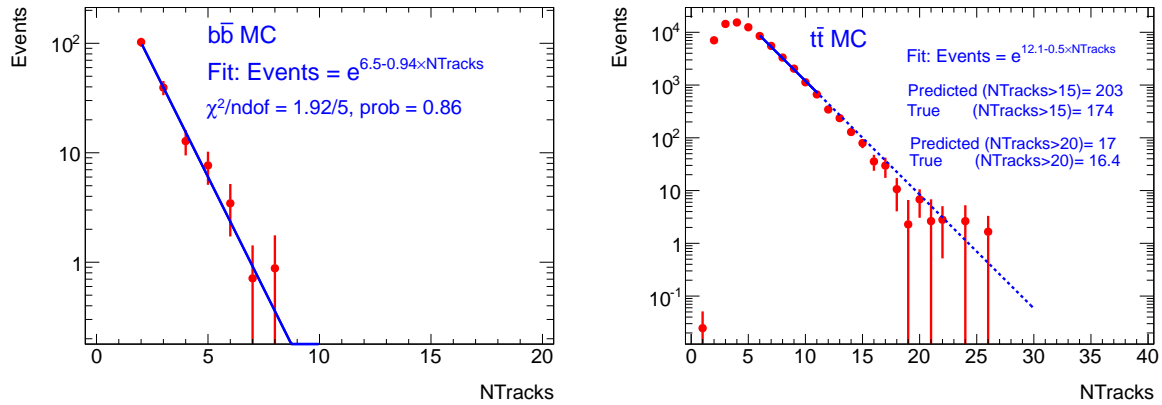 Events
10²
10
1
bb̄ MC
Fit: Events = e^6.5-0.94×NTracks
χ²/ndof = 1.92/5, prob = 0.86
0 5 10 15 20
NTracks
Events
10⁴
10³
10²
10
1
10⁻¹
tt̄ MC
Fit: Events = e^12.1-0.5×NTracks
Predicted (NTracks>15)= 203
True (NTracks>15)= 174
Predicted (NTracks>20)= 17
True (NTracks>20)= 16.4
0 5 10 15 20 25 30 35 40
NTracks